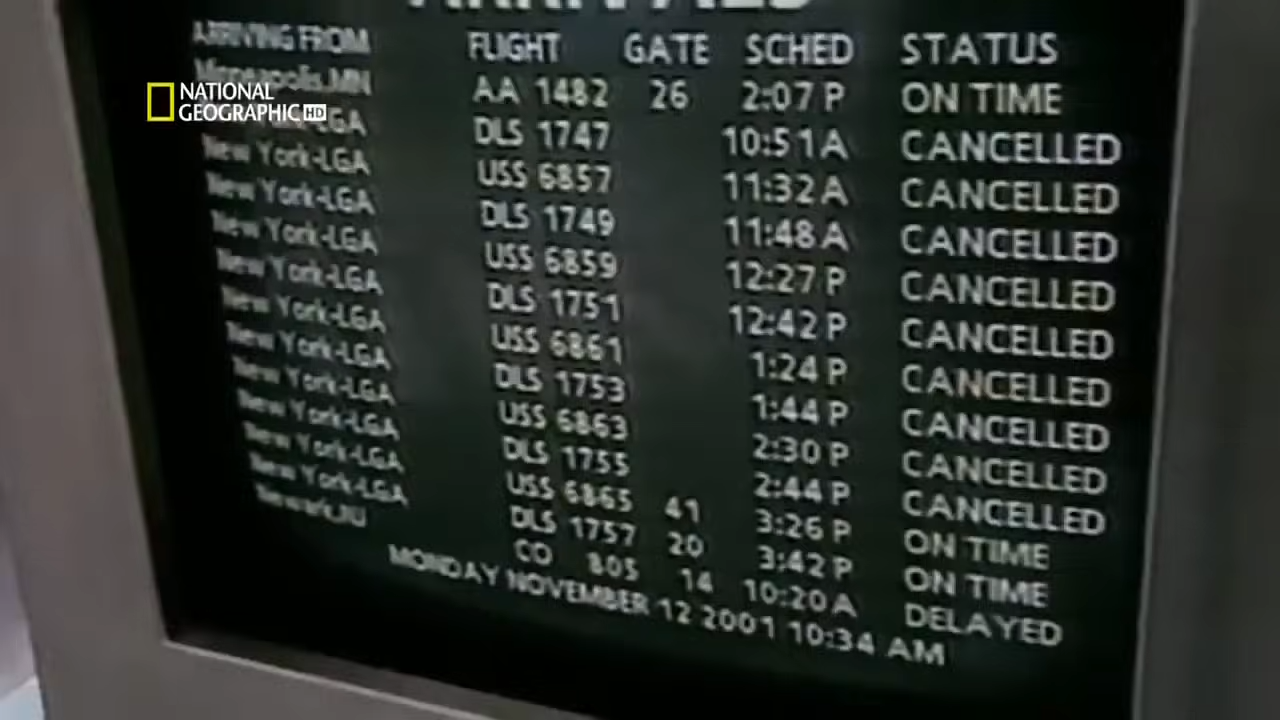 ARRIVALS
ARRIVING FROM FLIGHT GATE SCHED STATUS
Minneapolis,MN AA 1482 26 2:07 P ON TIME
NATIONAL
GEOGRAPHIC HD
York-LGA DLS 1747 10:51 A CANCELLED
New York-LGA USS 6857 11:32 A CANCELLED
New York-LGA DLS 1749 11:48 A CANCELLED
New York-LGA USS 6859 12:27 P CANCELLED
New York-LGA DLS 1751 12:42 P CANCELLED
New York-LGA USS 6861 1:24 P CANCELLED
New York-LGA DLS 1753 1:44 P CANCELLED
New York-LGA USS 6863 2:30 P CANCELLED
New York-LGA DLS 1755 2:44 P CANCELLED
New York-LGA USS 6865 41 3:26 P ON TIME
New York-LGA DLS 1757 20 3:42 P ON TIME
Newark,NJ CO 805 14 10:20 A DELAYED
MONDAY NOVEMBER 12 2001 10:34 AM